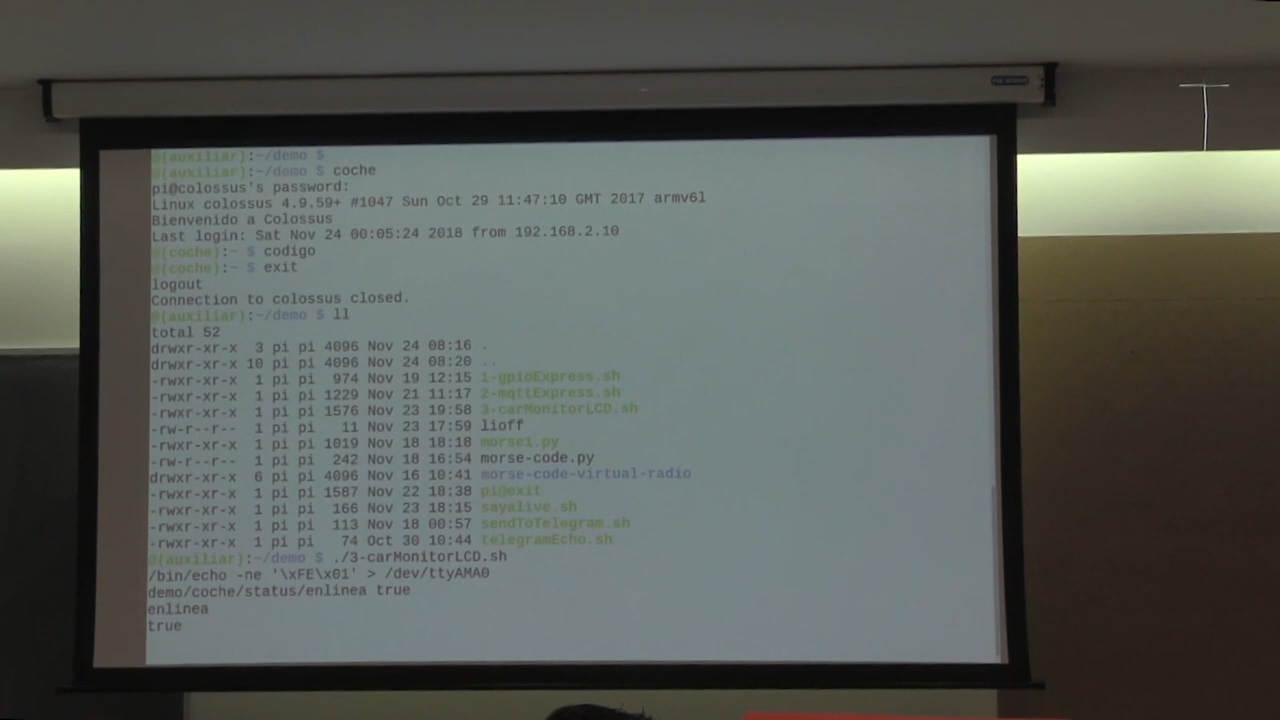 @(auxiliar):~/demo $
@(auxiliar):~/demo $ coche
pi@colossus's password:
Linux colossus 4.9.59+ #1047 Sun Oct 29 11:47:10 GMT 2017 armv6l
Bienvenido a Colossus
Last login: Sat Nov 24 00:05:24 2018 from 192.168.2.10
@(coche):~ $ codigo
@(coche):~ $ exit
logout
Connection to colossus closed.
@(auxiliar):~/demo $ ll
total 52
drwxr-xr-x 3 pi pi 4096 Nov 24 08:16 .
drwxr-xr-x 10 pi pi 4096 Nov 24 08:20 ..
-rwxr-xr-x 1 pi pi 974 Nov 19 12:15 1-gpioExpress.sh
-rwxr-xr-x 1 pi pi 1229 Nov 21 11:17 2-mqttExpress.sh
-rwxr-xr-x 1 pi pi 1576 Nov 23 19:58 3-carMonitorLCD.sh
-rw-r--r-- 1 pi pi 11 Nov 23 17:59 lioff
-rwxr-xr-x 1 pi pi 1019 Nov 18 18:18 morse1.py
-rw-r--r-- 1 pi pi 242 Nov 18 16:54 morse-code.py
drwxr-xr-x 6 pi pi 4096 Nov 16 10:41 morse-code-virtual-radio
-rwxr-xr-x 1 pi pi 1587 Nov 22 18:38 pi@exit
-rwxr-xr-x 1 pi pi 166 Nov 23 18:15 sayalive.sh
-rwxr-xr-x 1 pi pi 113 Nov 18 00:57 sendToTelegram.sh
-rwxr-xr-x 1 pi pi 74 Oct 30 10:44 telegramEcho.sh
@(auxiliar):~/demo $ ./3-carMonitorLCD.sh
/bin/echo -ne '\xFE\x01' > /dev/ttyAMA0
demo/coche/status/enlinea true
enlinea
true